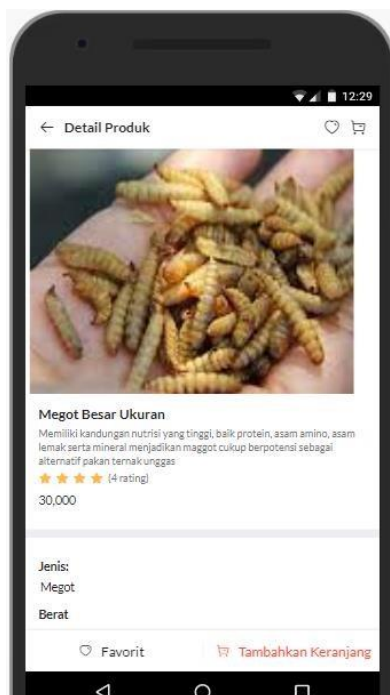 12:29
Detail Produk
Megot Besar Ukuran
Memiliki kandungan nutrisi yang tinggi, baik protein, asam amino, asam
lemak serta mineral menjadikan maggot cukup berpotensi sebagai
alternatif pakan ternak unggas
(4 rating)
30,000
Jenis:
Megot
Berat
Favorit
Tambahkan Keranjang